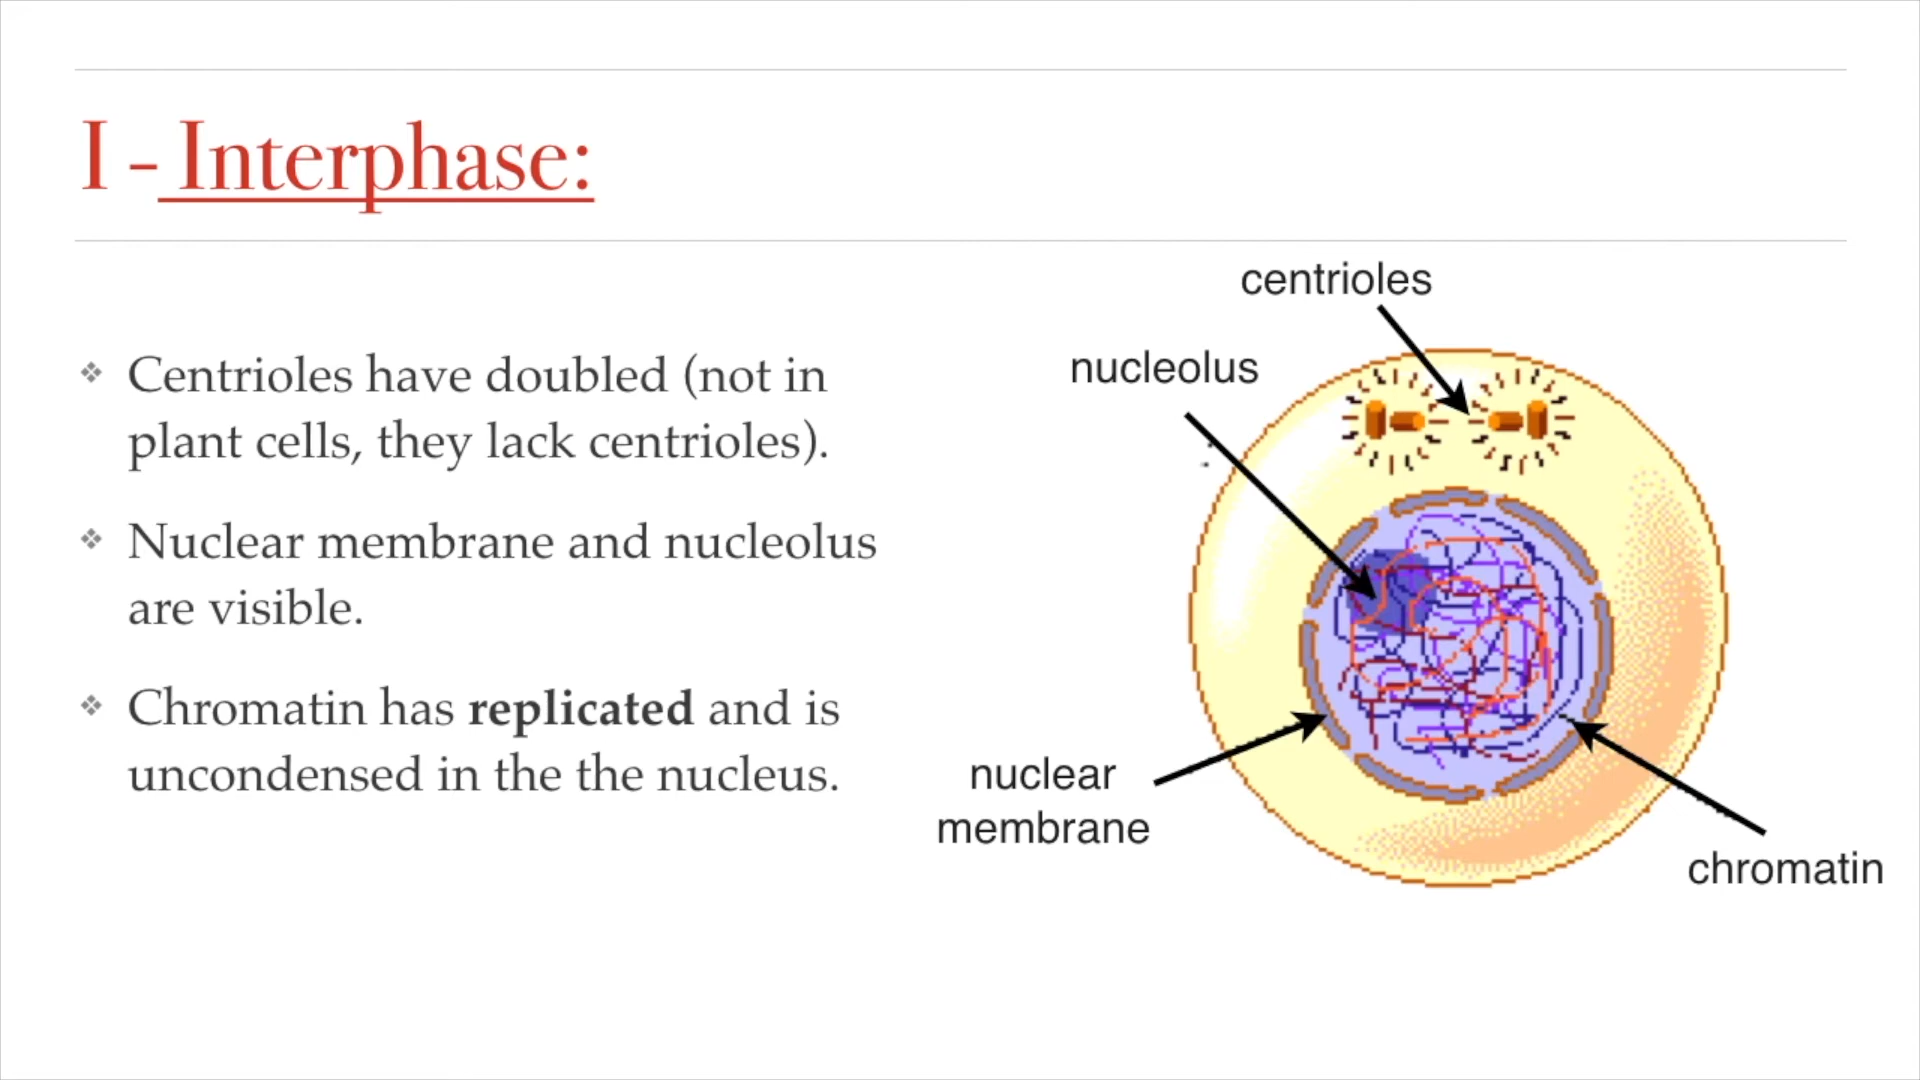 I - Interphase:
❖ Centrioles have doubled (not in
plant cells, they lack centrioles).
❖ Nuclear membrane and nucleolus
are visible.
❖ Chromatin has replicated and is
uncondensed in the the nucleus.
centrioles
nucleolus
nuclear
membrane
chromatin